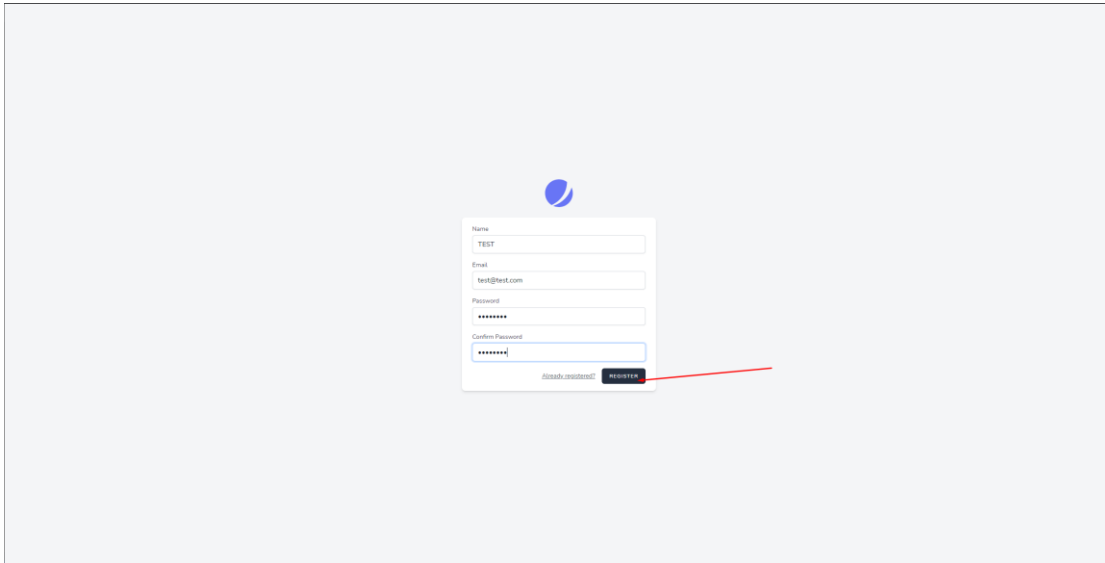 Name
TEST
Email
test@test.com
Password
••••••••
Confirm Password
••••••••
Already registered? REGISTER